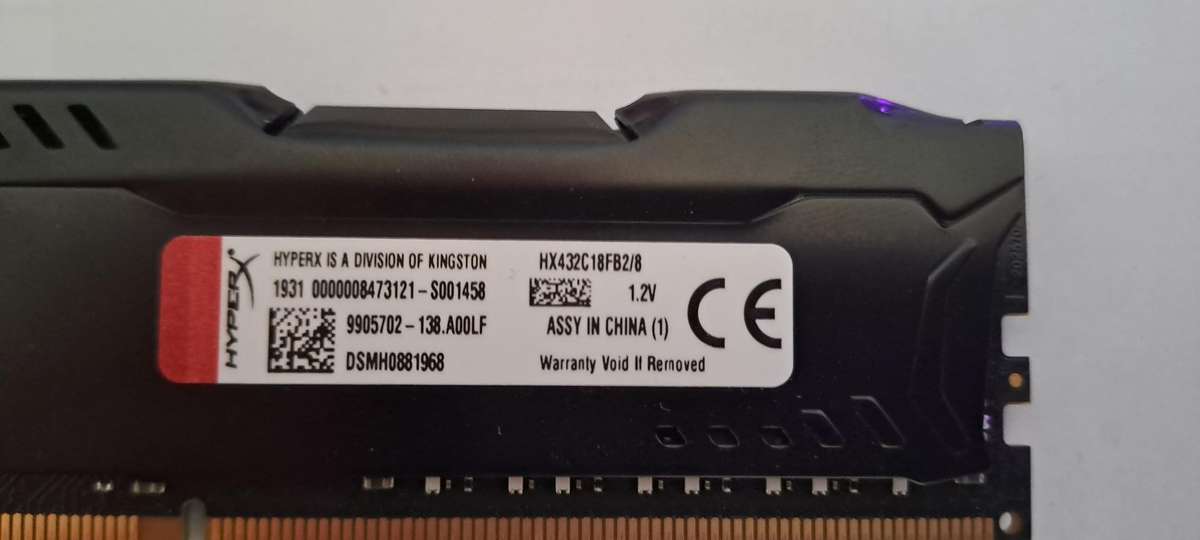 HYPERX
HYPERX IS A DIVISION OF KINGSTON
1931 0000008473121-S001458
9905702-138.A00LF
DSMH0881968
HX432C18FB2/8
1.2V
ASSY IN CHINA (1)
Warranty Void If Removed
CE